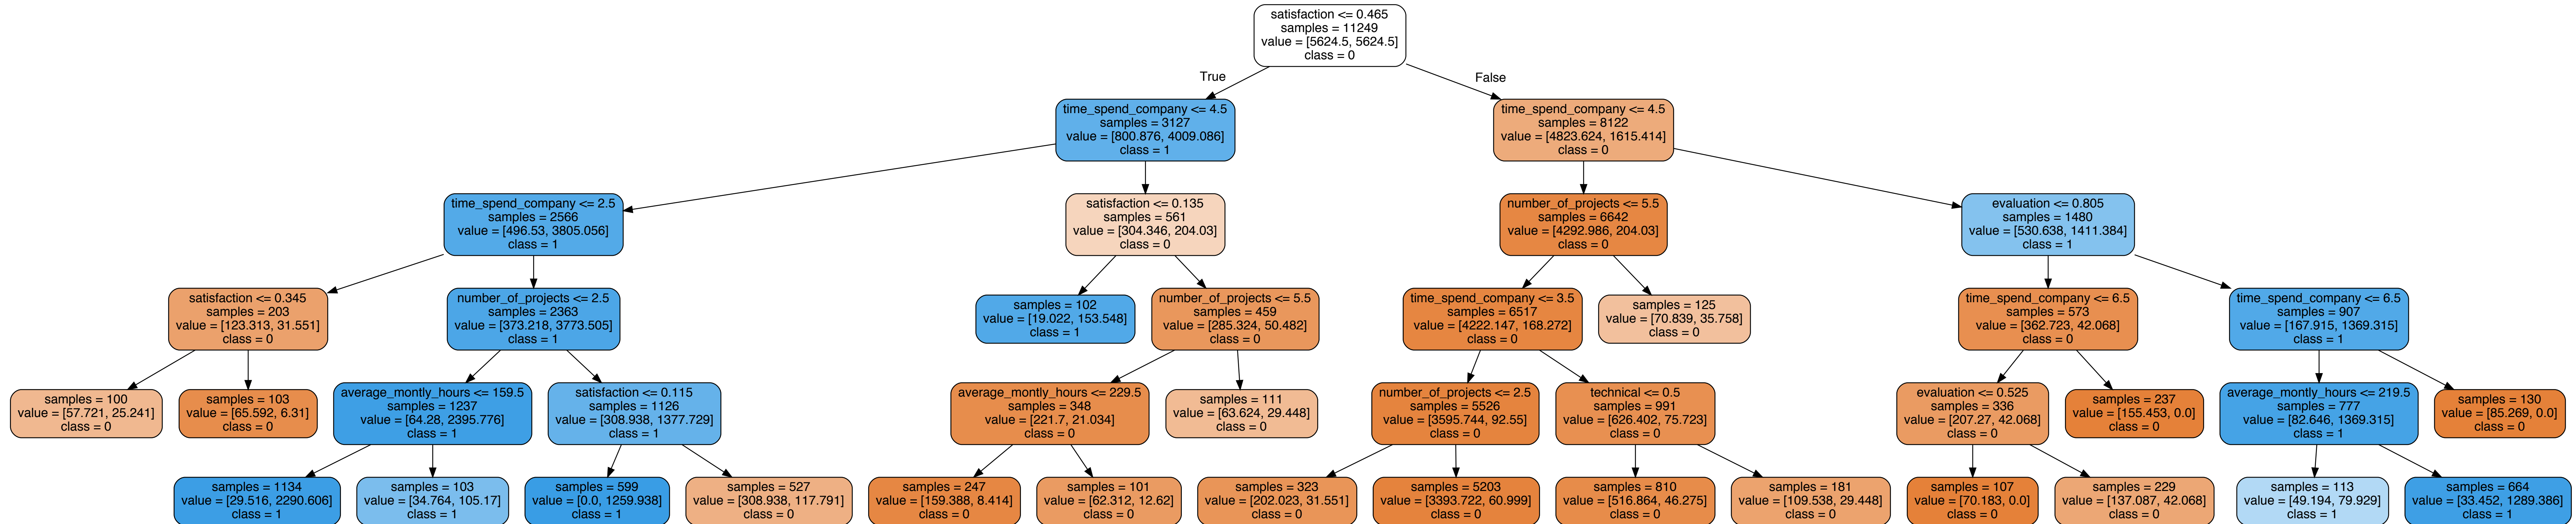 satisfaction <= 0.465
samples = 11249
value = [5624.5, 5624.5]
class = 0
True
False
time_spend_company <= 4.5
samples = 3127
value = [800.876, 4009.086]
class = 1
time_spend_company <= 4.5
samples = 8122
value = [4823.624, 1615.414]
class = 0
time_spend_company <= 2.5
samples = 2566
value = [496.53, 3805.056]
class = 1
satisfaction <= 0.135
samples = 561
value = [304.346, 204.03]
class = 0
number_of_projects <= 5.5
samples = 6642
value = [4292.986, 204.03]
class = 0
evaluation <= 0.805
samples = 1480
value = [530.638, 1411.384]
class = 1
satisfaction <= 0.345
samples = 203
value = [123.313, 31.551]
class = 0
number_of_projects <= 2.5
samples = 2363
value = [373.218, 3773.505]
class = 1
samples = 102
value = [19.022, 153.548]
class = 1
number_of_projects <= 5.5
samples = 459
value = [285.324, 50.482]
class = 0
time_spend_company <= 3.5
samples = 6517
value = [4222.147, 168.272]
class = 0
samples = 125
value = [70.839, 35.758]
class = 0
time_spend_company <= 6.5
samples = 573
value = [362.723, 42.068]
class = 0
time_spend_company <= 6.5
samples = 907
value = [167.915, 1369.315]
class = 1
samples = 100
value = [57.721, 25.241]
class = 0
samples = 103
value = [65.592, 6.31]
class = 0
average_montly_hours <= 159.5
samples = 1237
value = [64.28, 2395.776]
class = 1
satisfaction <= 0.115
samples = 1126
value = [308.938, 1377.729]
class = 1
average_montly_hours <= 229.5
samples = 348
value = [221.7, 21.034]
class = 0
samples = 111
value = [63.624, 29.448]
class = 0
number_of_projects <= 2.5
samples = 5526
value = [3595.744, 92.55]
class = 0
technical <= 0.5
samples = 991
value = [626.402, 75.723]
class = 0
evaluation <= 0.525
samples = 336
value = [207.27, 42.068]
class = 0
samples = 237
value = [155.453, 0.0]
class = 0
average_montly_hours <= 219.5
samples = 777
value = [82.646, 1369.315]
class = 1
samples = 130
value = [85.269, 0.0]
class = 0
samples = 1134
value = [29.516, 2290.606]
class = 1
samples = 103
value = [34.764, 105.17]
class = 1
samples = 599
value = [0.0, 1259.938]
class = 1
samples = 527
value = [308.938, 117.791]
class = 0
samples = 247
value = [159.388, 8.414]
class = 0
samples = 101
value = [62.312, 12.62]
class = 0
samples = 323
value = [202.023, 31.551]
class = 0
samples = 5203
value = [3393.722, 60.999]
class = 0
samples = 810
value = [516.864, 46.275]
class = 0
samples = 181
value = [109.538, 29.448]
class = 0
samples = 107
value = [70.183, 0.0]
class = 0
samples = 229
value = [137.087, 42.068]
class = 0
samples = 113
value = [49.194, 79.929]
class = 1
samples = 664
value = [33.452, 1289.386]
class = 1